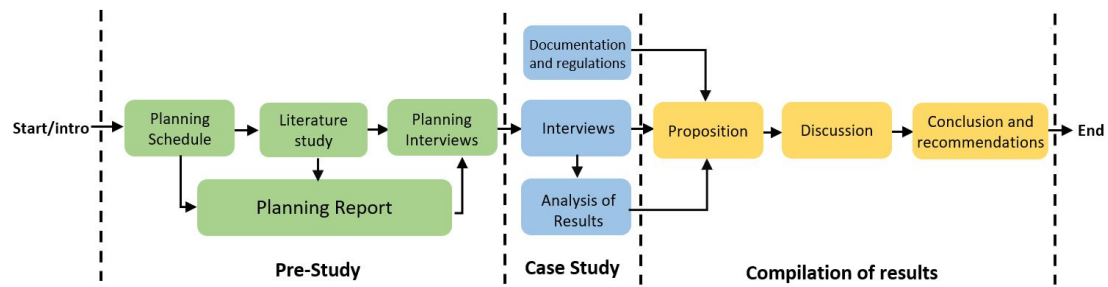 Start/intro
Planning
Schedule
Literature
study
Planning
Interviews
Planning Report
Pre-Study
Documentation
and regulations
Interviews
Analysis of
Results
Case Study
Proposition
Discussion
Conclusion and
recommendations
Compilation of results
End